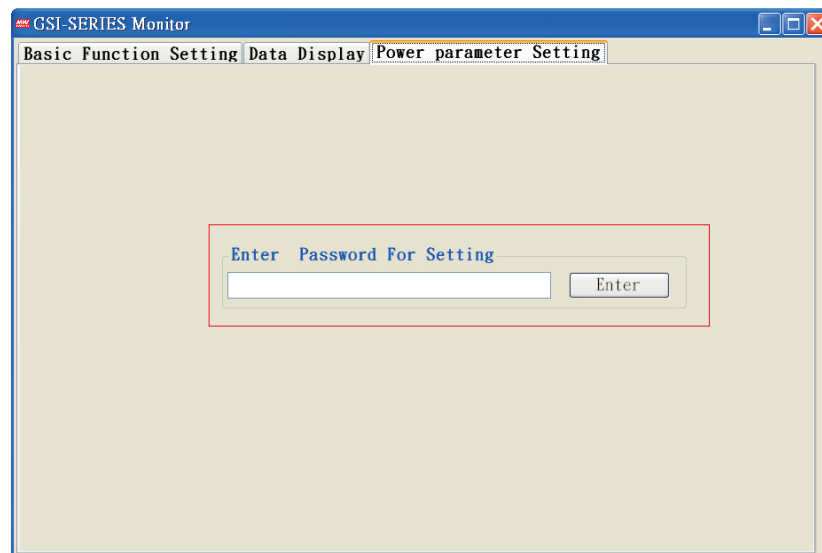 GSI-SERIES Monitor
Basic Function Setting Data Display Power parameter Setting
Enter Password For Setting
Enter